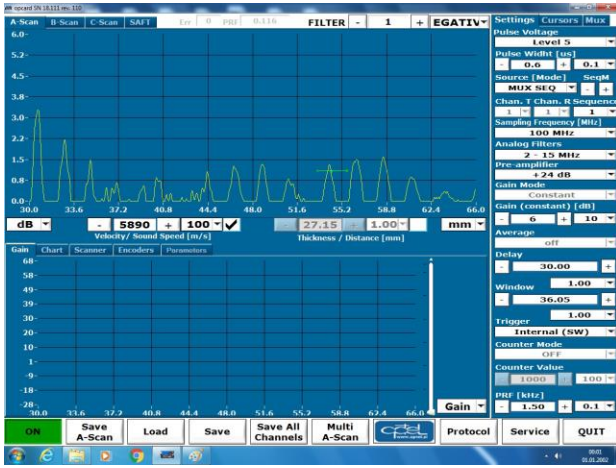 opcard SN 18.111 rev. 110
A-Scan B-Scan C-Scan SAFT Err 0 PRF 0.116 FILTER - 1 + EGATIV
6.0
5.2
4.5
3.8
3.0
2.2
1.5
0.8
0.0
30.0 33.6 37.2 40.8 44.4 48.0 51.6 55.2 58.8 62.4 66.0
dB - 5890 + 100 - 27.15 + 1.00 mm
Velocity/ Sound Speed [m/s] Thickness / Distance [mm]
Gain Chart Scanner Encoders Parameters
68
58
49
39
30
20
10
1
-9
-18
-28
30.0 33.6 37.2 40.8 44.4 48.0 51.6 55.2 58.8 62.4 66.0
Gain
Settings Cursors Mux
Pulse Voltage
Level 5
Pulse Widht [us]
- 0.6 + 0.1
Source [Mode] SeqM
MUX SEQ - +
Chan. T Chan. R Sequence
1 1 1
Sampling Frequency [MHz]
100 MHz
Analog Filters
2 - 15 MHz
Pre-amplifier
+24 dB
Gain Mode
Constant
Gain (constant) [dB]
- 6 + 10
Average
off
Delay
- 30.00 +
1.00
Window
- 36.05 +
1.00
Trigger
Internal (SW)
Counter Mode
OFF
Counter Value
- 1000 + 100
PRF [kHz]
- 1.50 + 0.1
ON Save A-Scan Load Save Save All Channels Multi A-Scan Protocol Service QUIT